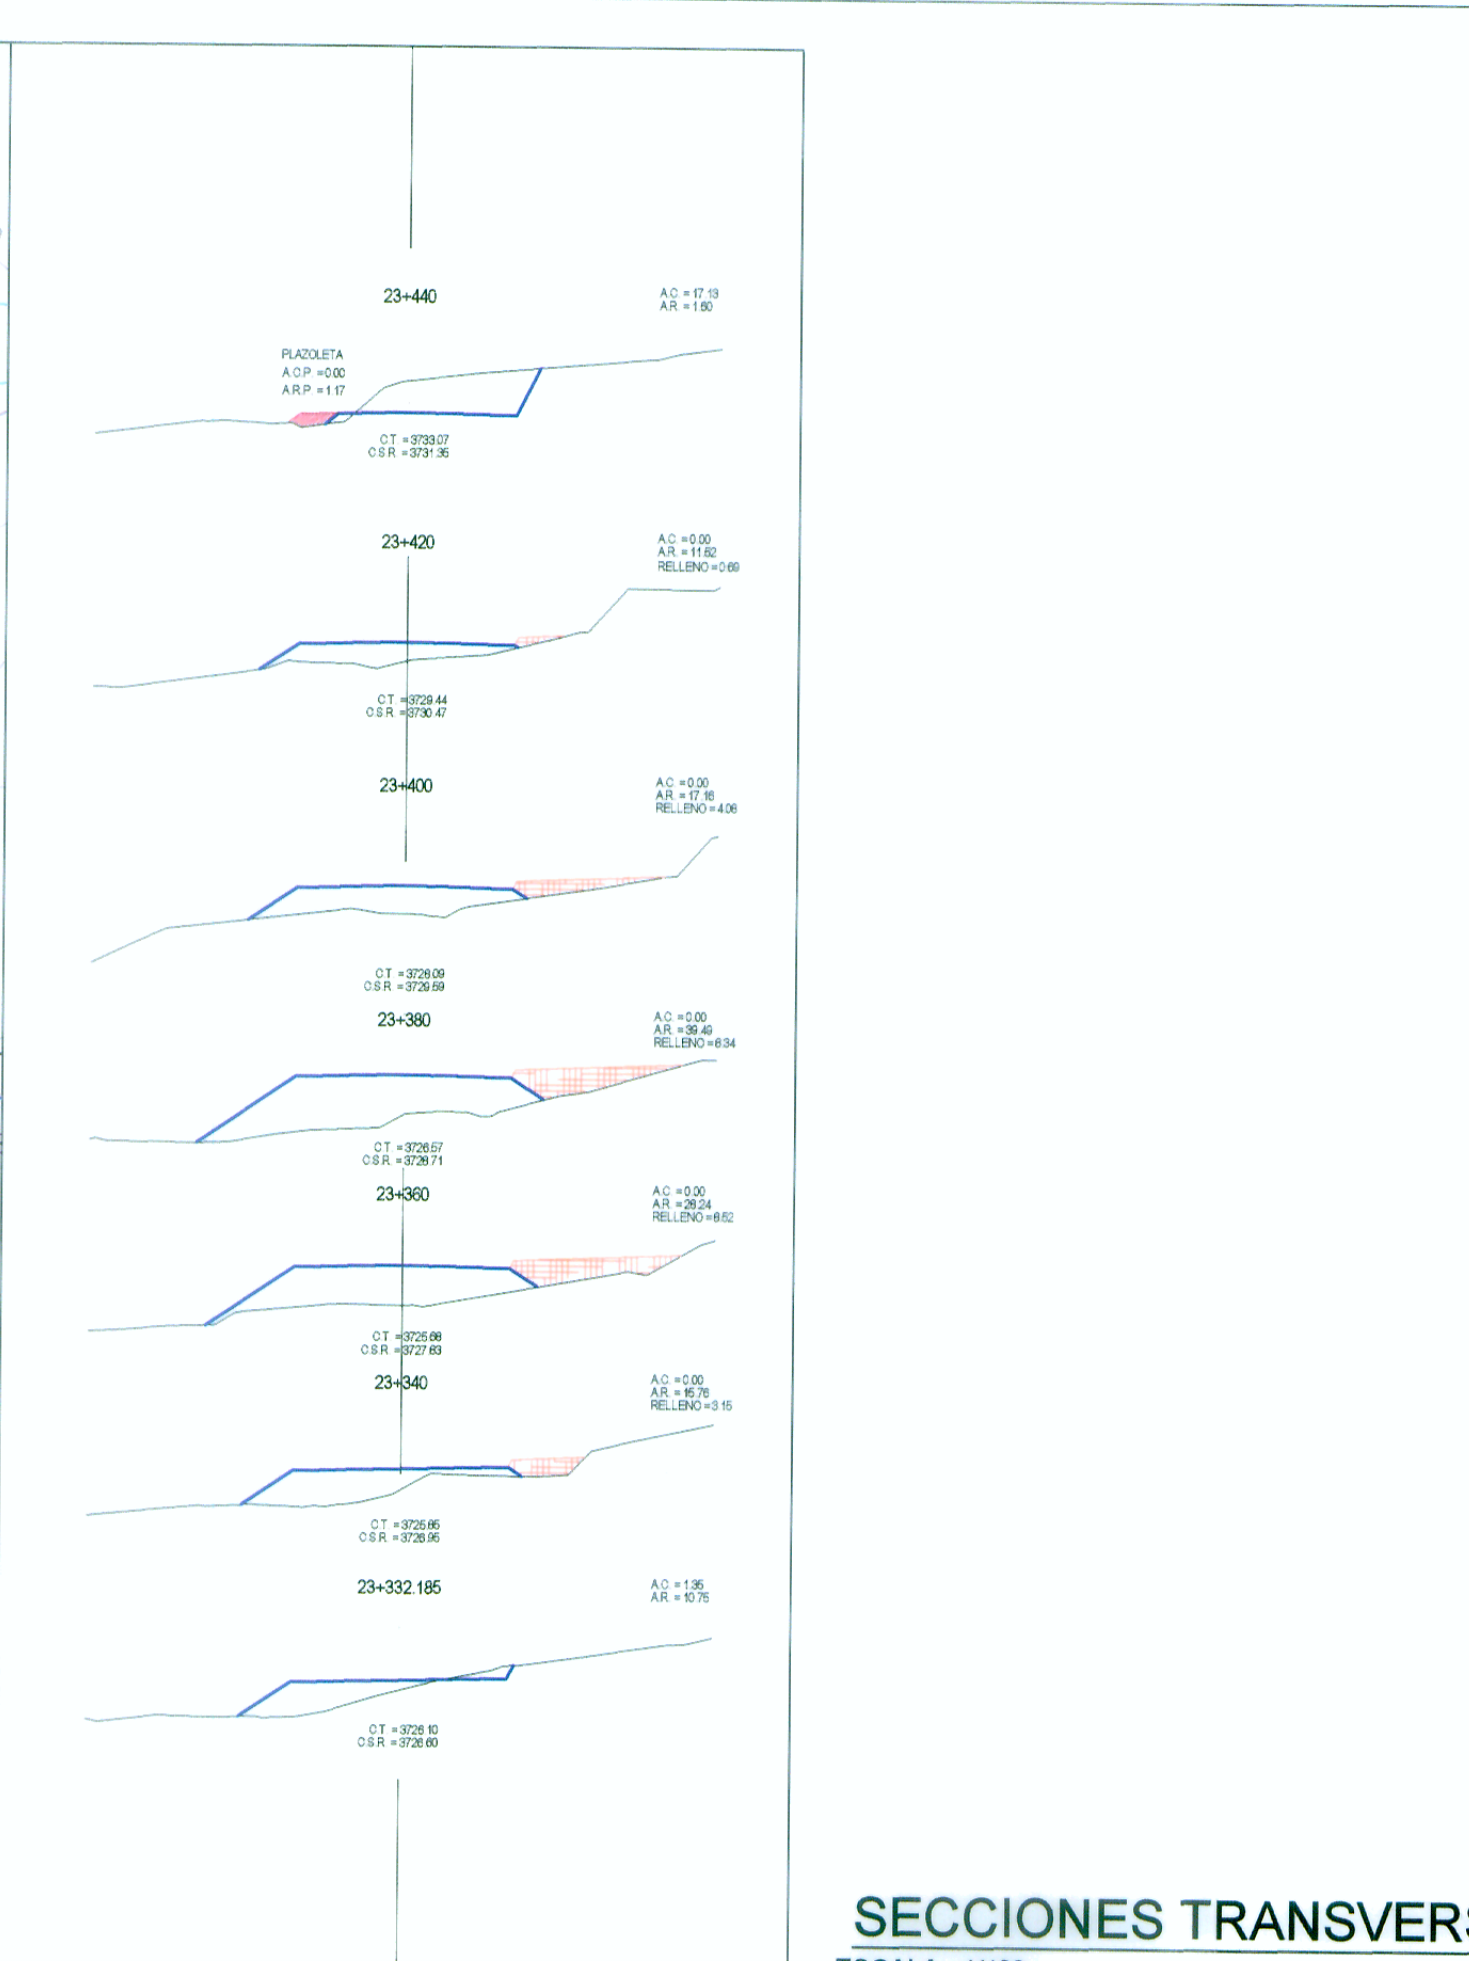 23+440
A.C. =17.13
A.R. =1.60
PLAZOLETA
A.C.P =0.00
A.R.P =1.17
C.T. =3733.07
C.S.R. =3731.35
23+420
A.C. =0.00
A.R. =11.52
RELLENO=0.69
C.T. =3729.44
C.S.R. =3730.47
23+400
A.C. =0.00
A.R. =17.16
RELLENO=4.06
C.T. =3728.09
C.S.R. =3729.59
23+380
A.C. =0.00
A.R. =39.49
RELLENO=8.34
C.T. =3726.57
C.S.R. =3728.71
23+360
A.C. =0.00
A.R. =28.24
RELLENO=8.52
C.T. =3725.68
C.S.R. =3727.83
23+340
A.C. =0.00
A.R. =15.76
RELLENO=3.15
C.T. =3725.65
C.S.R. =3726.95
23+332.185
A.C. =1.35
A.R. =10.75
C.T. =3726.10
C.S.R. =3726.60
SECCIONES TRANSVERS